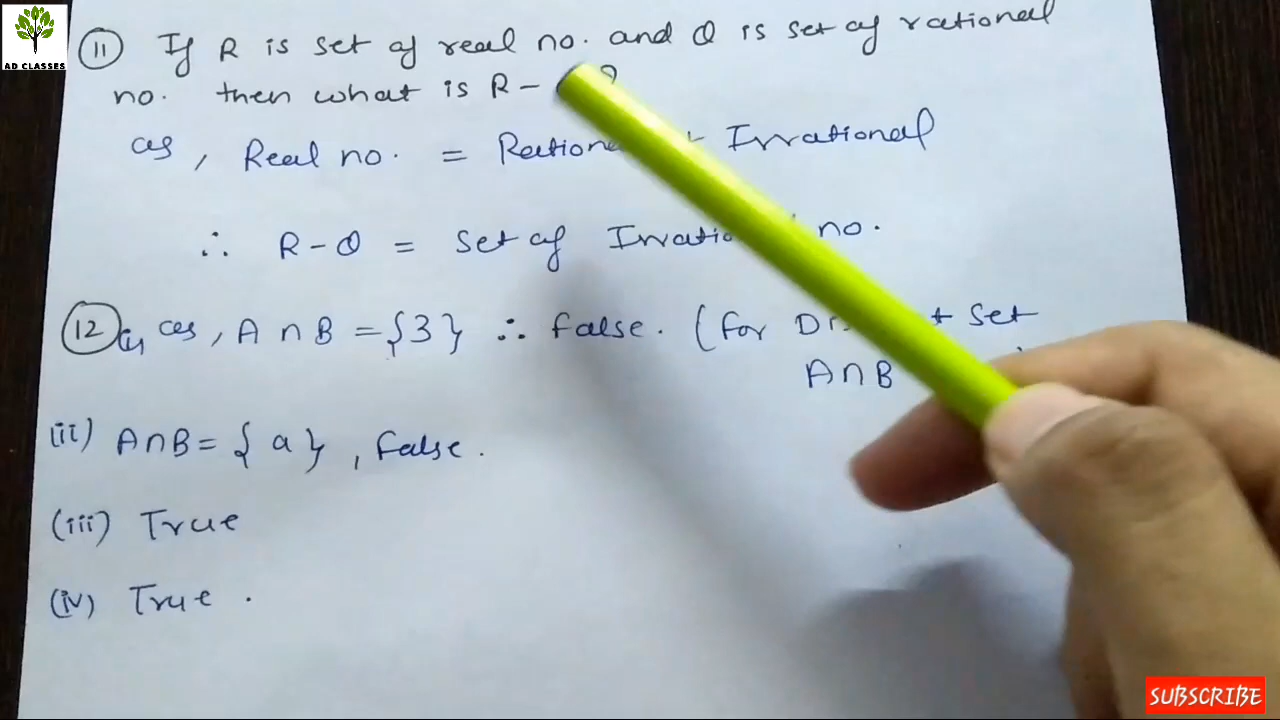 AD CLASSES
(11) If R is set of real no. and Q is set of rational
no. then what is R -
as, Real no. = Irrational
∴ R - Q = set of no.
(12) (i) as, A ∩ B = {3} ∴ false. (for set
A ∩ B
(ii) A∩B = { a } , false.
(iii) True
(iv) True .
SUBSCRIBE